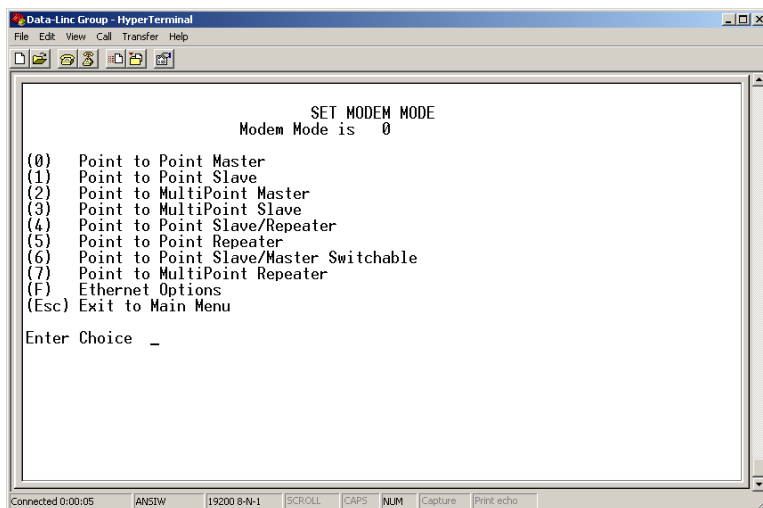 Data-Linc Group - HyperTerminal
File Edit View Call Transfer Help
SET MODEM MODE
Modem Mode is 0
(0) Point to Point Master
(1) Point to Point Slave
(2) Point to MultiPoint Master
(3) Point to MultiPoint Slave
(4) Point to Point Slave/Repeater
(5) Point to Point Repeater
(6) Point to Point Slave/Master Switchable
(7) Point to MultiPoint Repeater
(F) Ethernet Options
(Esc) Exit to Main Menu
Enter Choice _
Connected 0:00:05 ANSIW 19200 8-N-1 SCROLL CAPS NUM Capture Print echo